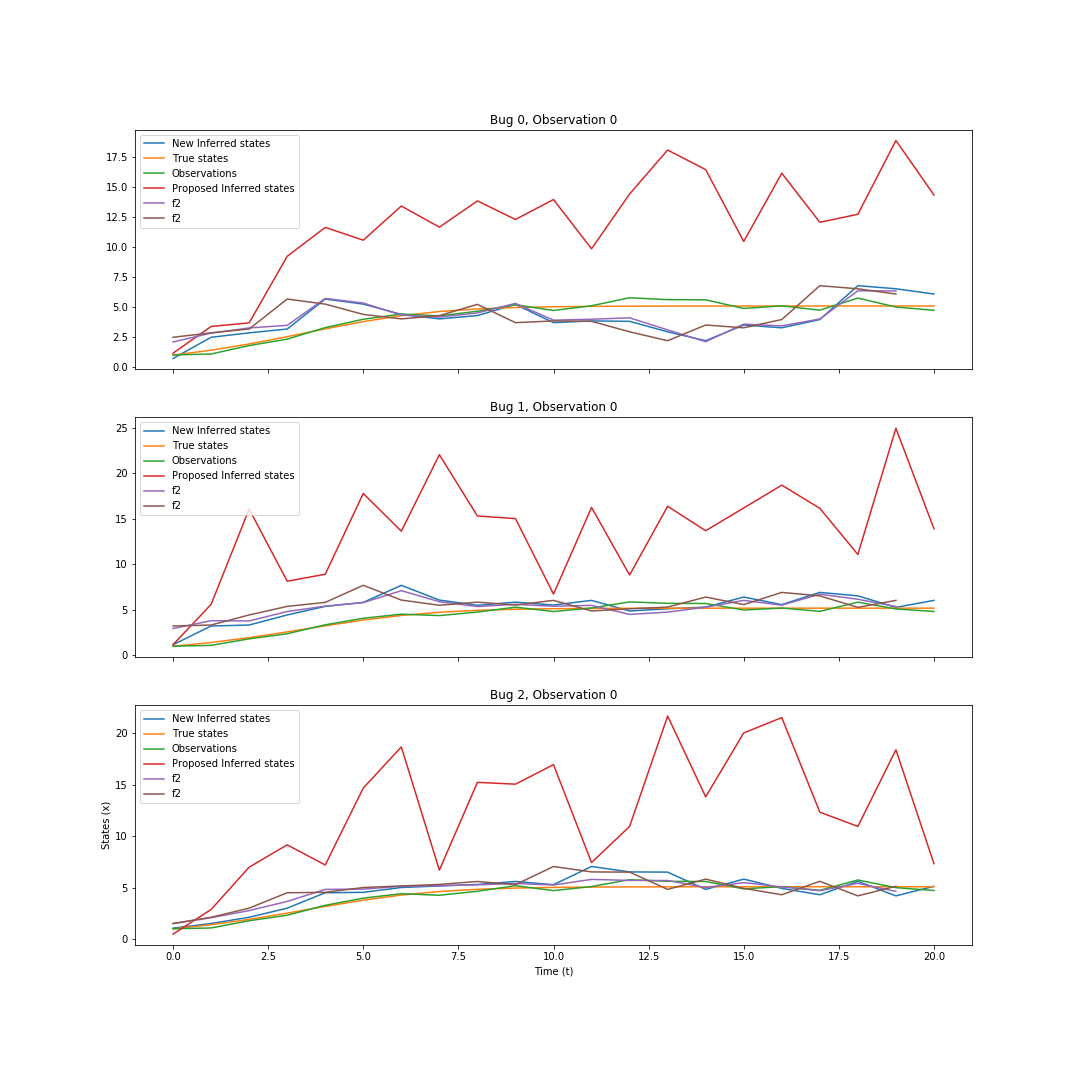 Bug 0, Observation 0
New Inferred states
True states
Observations
Proposed Inferred states
f2
f2
17.5
15.0
12.5
10.0
7.5
5.0
2.5
0.0
Bug 1, Observation 0
New Inferred states
True states
Observations
Proposed Inferred states
f2
f2
25
20
15
10
5
0
Bug 2, Observation 0
New Inferred states
True states
Observations
Proposed Inferred states
f2
f2
20
15
10
5
0
States (x)
0.0 2.5 5.0 7.5 10.0 12.5 15.0 17.5 20.0
Time (t)